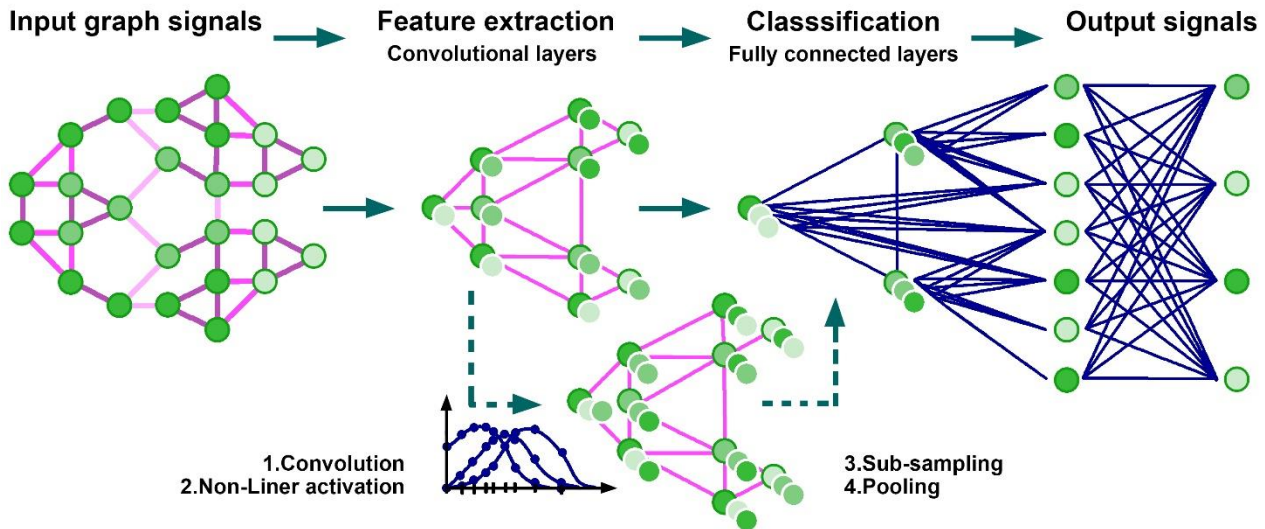 Input graph signals
Feature extraction
Convolutional layers
Classsification
Fully connected layers
Output signals
1.Convolution
2.Non-Liner activation
3.Sub-sampling
4.Pooling